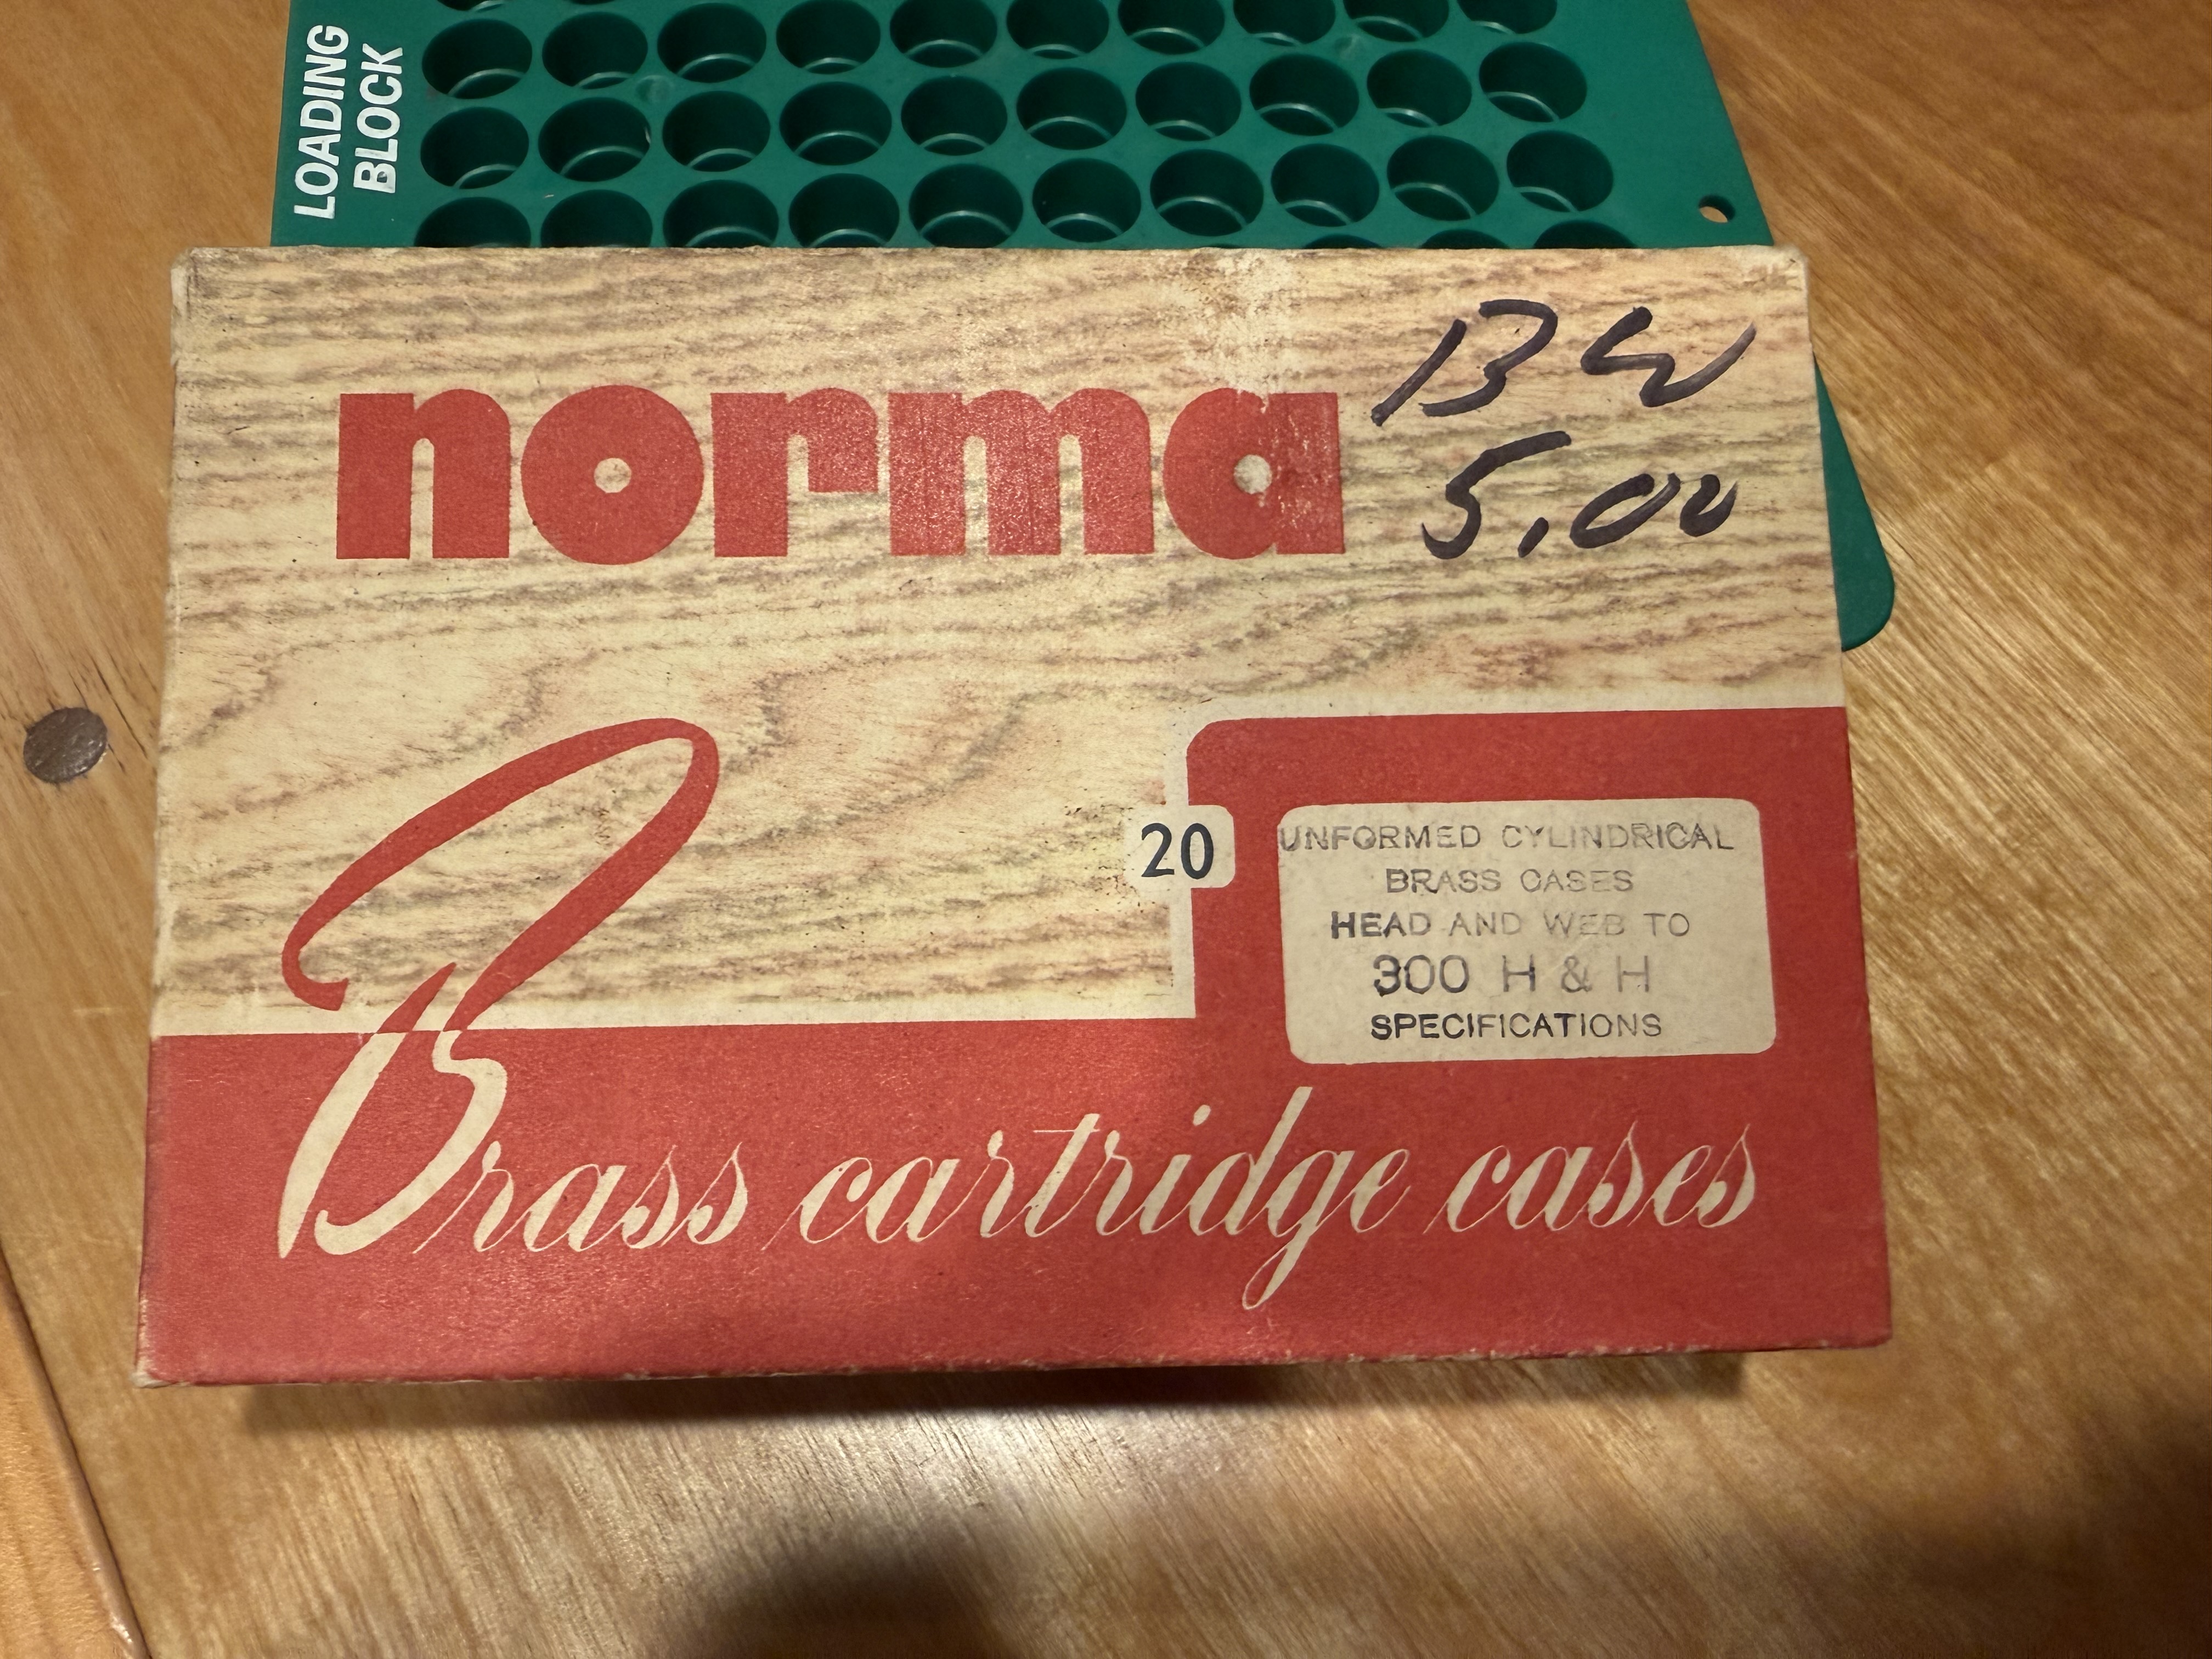 LOADING
BLOCK
norma
BW
5.00
20
UNFORMED CYLINDRICAL
BRASS CASES
HEAD AND WEB TO
300 H & H
SPECIFICATIONS
Brass cartridge cases